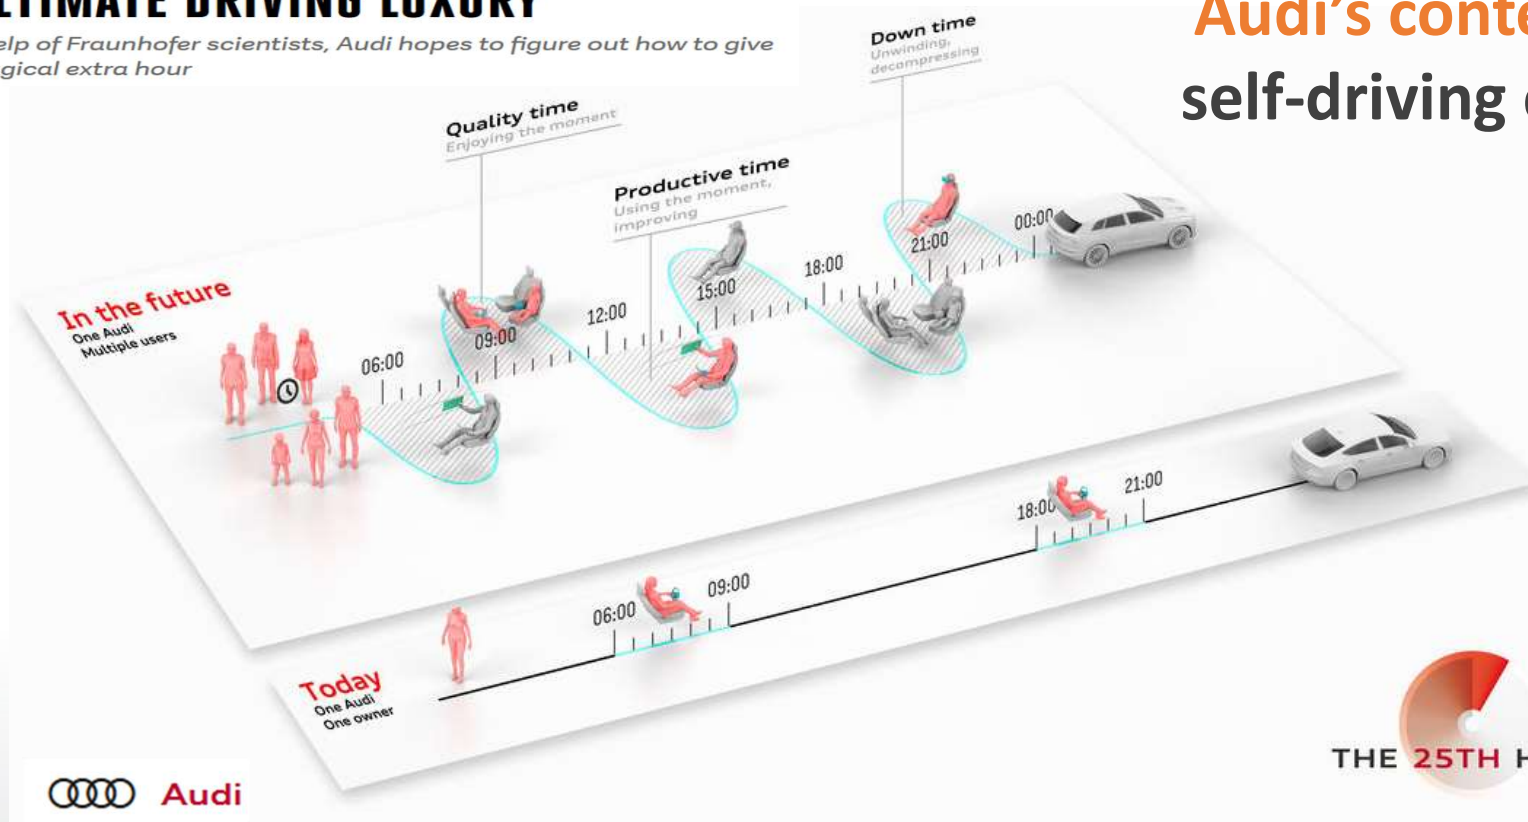 LTIMATE DRIVING LUXURY
elp of Fraunhofer scientists, Audi hopes to figure out how to give
gical extra hour
Audi's conte
self-driving
Down time
Unwinding,
decompressing
Quality time
Enjoying the moment
Productive time
Using the moment,
improving
In the future
One Audi
Multiple users
06:00
09:00
12:00
15:00
18:00
21:00
00:00
Today
One Audi
One owner
06:00
09:00
18:00
21:00
THE 25TH H
Audi